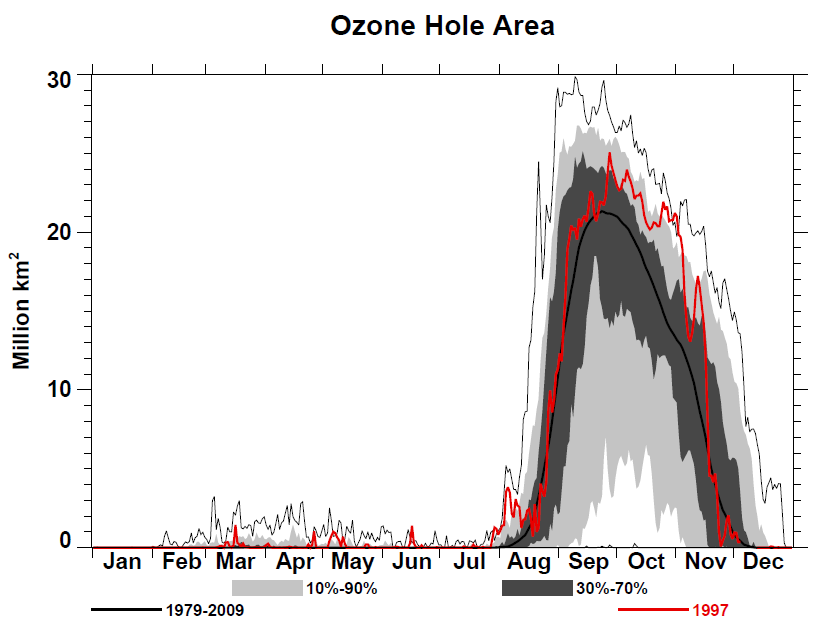 Ozone Hole Area
Million km²
30
20
10
0
Jan Feb Mar Apr May Jun Jul Aug Sep Oct Nov Dec
10%-90% 30%-70%
1979-2009 1997